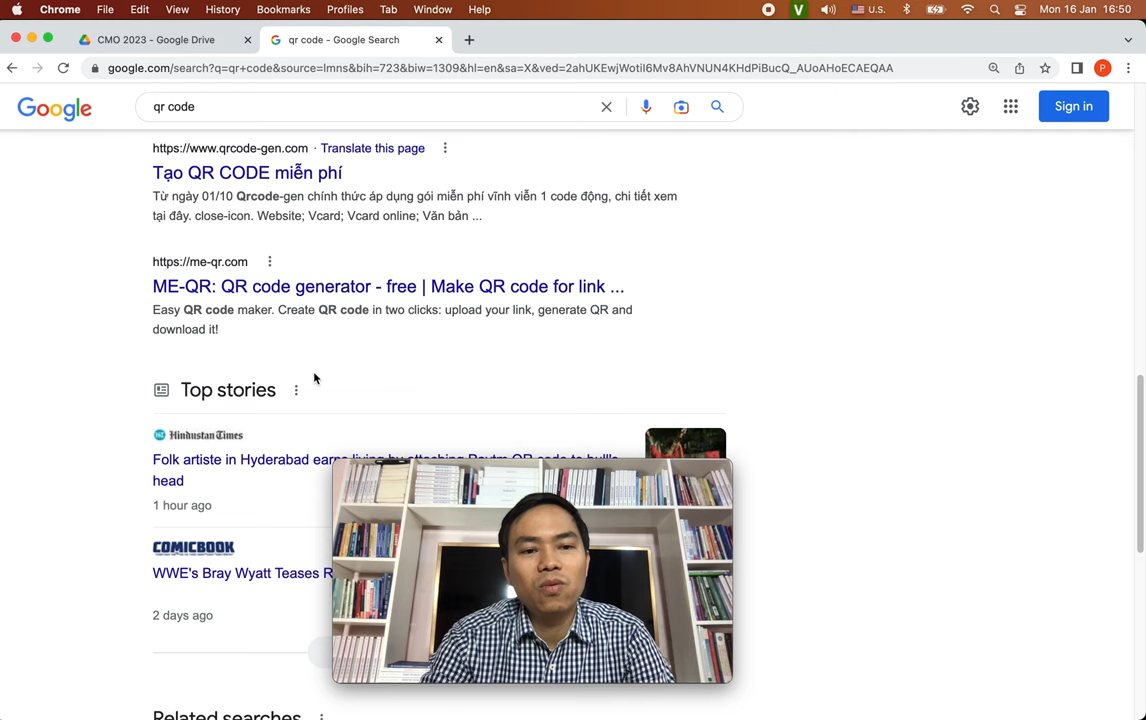 Chrome File Edit View History Bookmarks Profiles Tab Window Help V U.S. Mon 16 Jan 16:50
CMO 2023 - Google Drive
qr code - Google Search
google.com/search?q=qr+code&source=lmns&bih=723&biw=1309&hl=en&sa=X&ved=2ahUKEwjWotiI6Mv8AhVNUN4KHdPiBucQ_AUoAHoECAEQAA
P
Google
qr code
Sign in
https://www.qrcode-gen.com · Translate this page
Tạo QR CODE miễn phí
Từ ngày 01/10 Qrcode-gen chính thức áp dụng gói miễn phí vĩnh viễn 1 code động, chi tiết xem
tại đây. close-icon. Website; Vcard; Vcard online; Văn bản ...
https://me-qr.com
ME-QR: QR code generator - free | Make QR code for link ...
Easy QR code maker. Create QR code in two clicks: upload your link, generate QR and
download it!
Top stories
Hindustan Times
Folk artiste in Hyderabad
head
1 hour ago
COMICBOOK
WWE's Bray Wyatt Teases
2 days ago
Related searches